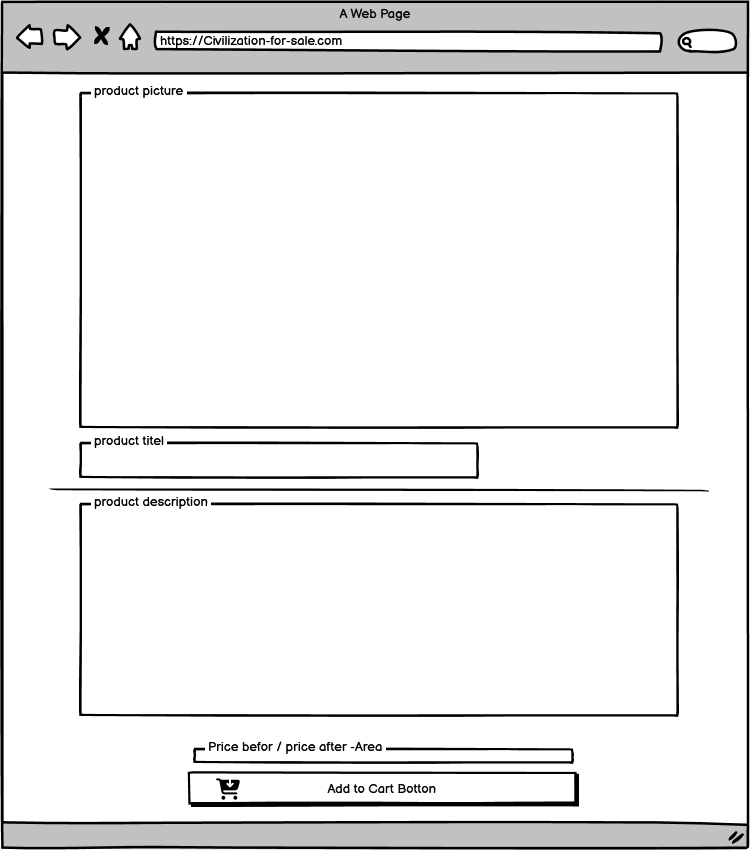 A Web Page
https://Civilization-for-sale.com
product picture
product titel
product description
Price befor / price after -Area
Add to Cart Botton